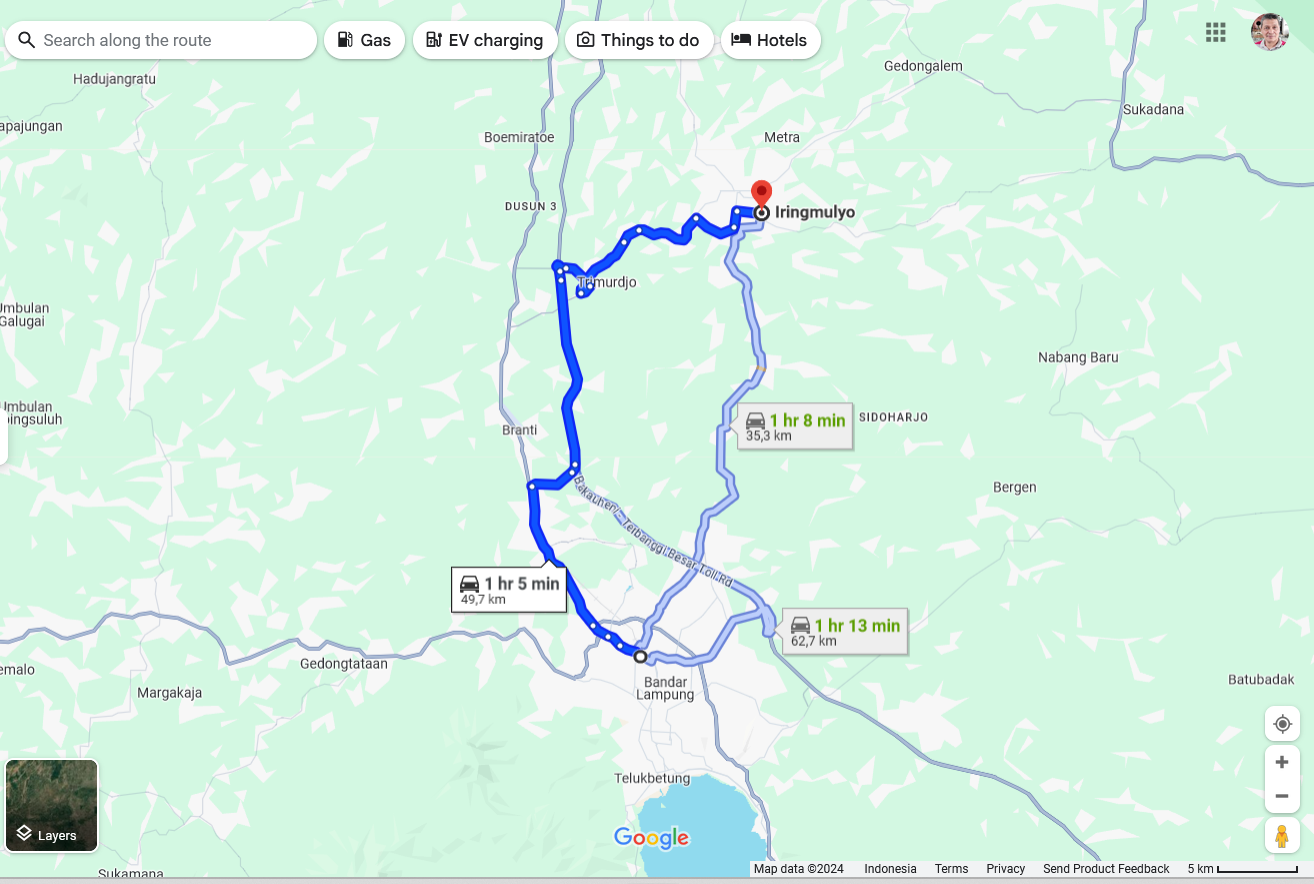 Search along the route
Gas
EV charging
Things to do
Hotels
Gedongalem
Hadujangratu
Sukadana
apajungan
Boemiratoe
Metra
DUSUN 3
Iringmulyo
Trimurdjo
Umbulan
Galugai
Nabang Baru
Umbulan
pingsuluh
1 hr 8 min
35,3 km
SIDOHARJO
Branti
Bakauheni - Terbanggi Besar Toll Rd
Bergen
1 hr 5 min
49,7 km
1 hr 13 min
62,7 km
Gedongtataan
emalo
Bandar
Lampung
Margakaja
Batubadak
Telukbetung
Layers
Google
Sukamana
Map data ©2024
Indonesia
Terms
Privacy
Send Product Feedback
5 km